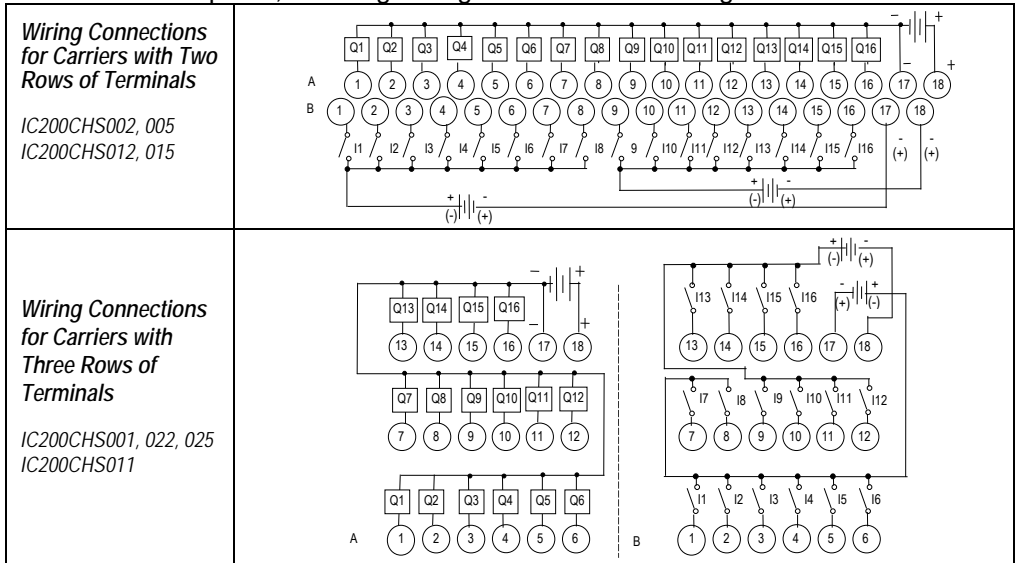 Wiring Connections
for Carriers with Two
Rows of Terminals
IC200CHS002, 005
IC200CHS012, 015
− +
Q1 Q2 Q3 Q4 Q5 Q6 Q7 Q8 Q9 Q10 Q11 Q12 Q13 Q14 Q15 Q16
− +
A 1 2 3 4 5 6 7 8 9 10 11 12 13 14 15 16 17 18
B 1 2 3 4 5 6 7 8 9 10 11 12 13 14 15 16 17 18
I1 I2 I3 I4 I5 I6 I7 I8 9 I10 I11 I12 I13 I14 I15 I16
- -
(+) (+)
+ -
(-) (+)
+ -
(-) (+)
Wiring Connections
for Carriers with
Three Rows of
Terminals
IC200CHS001, 022, 025
IC200CHS011
− +
Q13 Q14 Q15 Q16
− +
13 14 15 16 17 18
Q7 Q8 Q9 Q10 Q11 Q12
7 8 9 10 11 12
Q1 Q2 Q3 Q4 Q5 Q6
A 1 2 3 4 5 6
+ -
(-) (+)
- +
(+) (-)
I13 I14 I15 I16
13 14 15 16 17 18
I7 I8 I9 I10 I11 I12
7 8 9 10 11 12
I1 I2 I3 I4 I5 I6
B 1 2 3 4 5 6